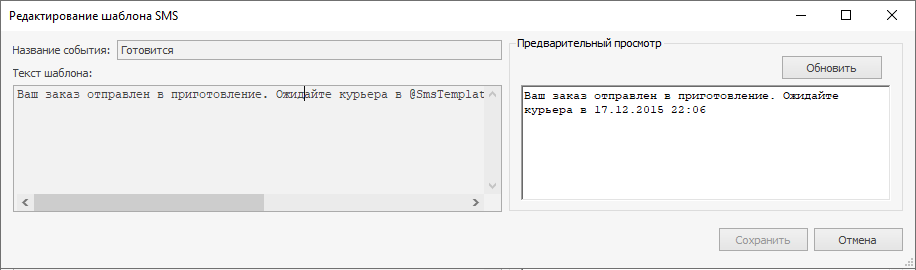 Редактирование шаблона SMS
Название события: Готовится
Текст шаблона:
Ваш заказ отправлен в приготовление. Ожидайте курьера в @SmsTemplat
Предварительный просмотр
Обновить
Ваш заказ отправлен в приготовление. Ожидайте
курьера в 17.12.2015 22:06
Сохранить
Отмена